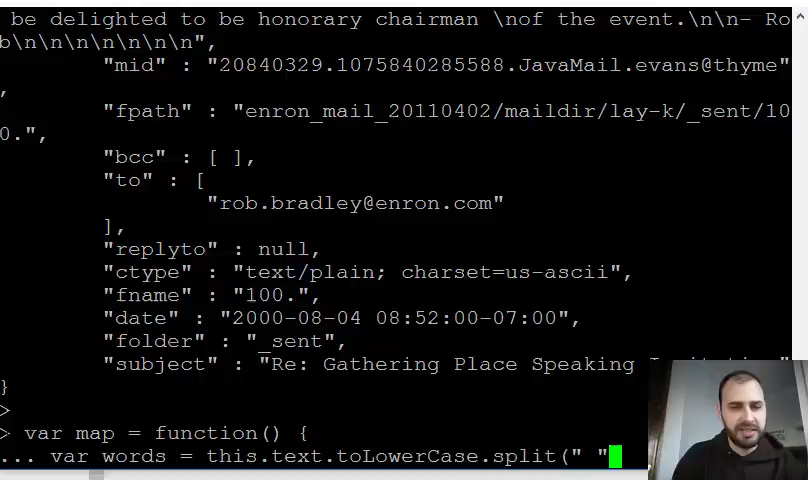 be delighted to be honorary chairman \nof the event.\n\n- Ro
b\n\n\n\n\n\n\n",
"mid" : "20840329.1075840285588.JavaMail.evans@thyme"
,
"fpath" : "enron_mail_20110402/maildir/lay-k/_sent/10
0.",
"bcc" : [ ],
"to" : [
"rob.bradley@enron.com"
],
"replyto" : null,
"ctype" : "text/plain; charset=us-ascii",
"fname" : "100.",
"date" : "2000-08-04 08:52:00-07:00",
"folder" : "_sent",
"subject" : "Re: Gathering Place Speaking
}
>
> var map = function() {
... var words = this.text.toLowerCase.split(" "